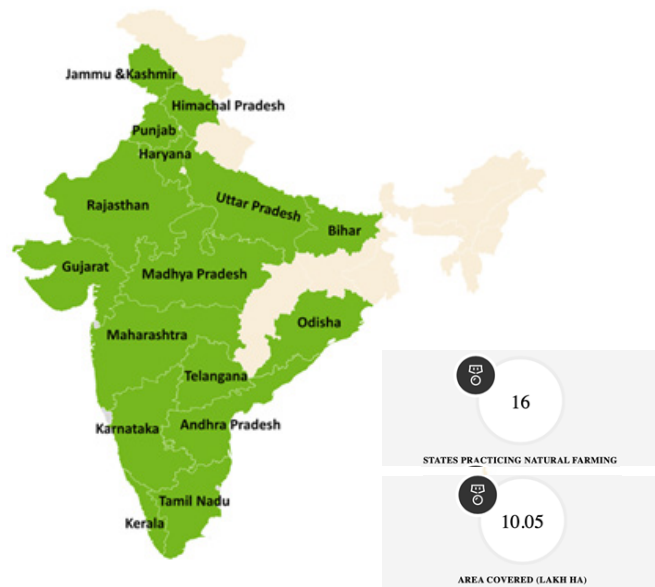 Jammu &Kashmir
Himachal Pradesh
Punjab
Haryana
Rajasthan
Uttar Pradesh
Bihar
Gujarat
Madhya Pradesh
Odisha
Maharashtra
Telangana
Karnataka
Andhra Pradesh
Tamil Nadu
Kerala
16
STATES PRACTICING NATURAL FARMING
10.05
AREA COVERED (LAKH HA)